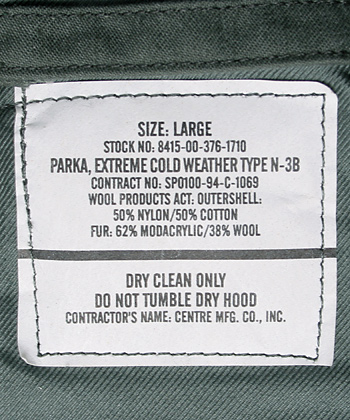 SIZE: LARGE
STOCK NO: 8415-00-376-1710
PARKA, EXTREME COLD WEATHER TYPE N-3B
CONTRACT NO: SPO100-94-C-1069
WOOL PRODUCTS ACT: OUTERSHELL:
50% NYLON/50% COTTON
FUR: 62% MODACRYLIC/38% WOOL
DRY CLEAN ONLY
DO NOT TUMBLE DRY HOOD
CONTRACTOR'S NAME: CENTRE MFG. CO., INC.